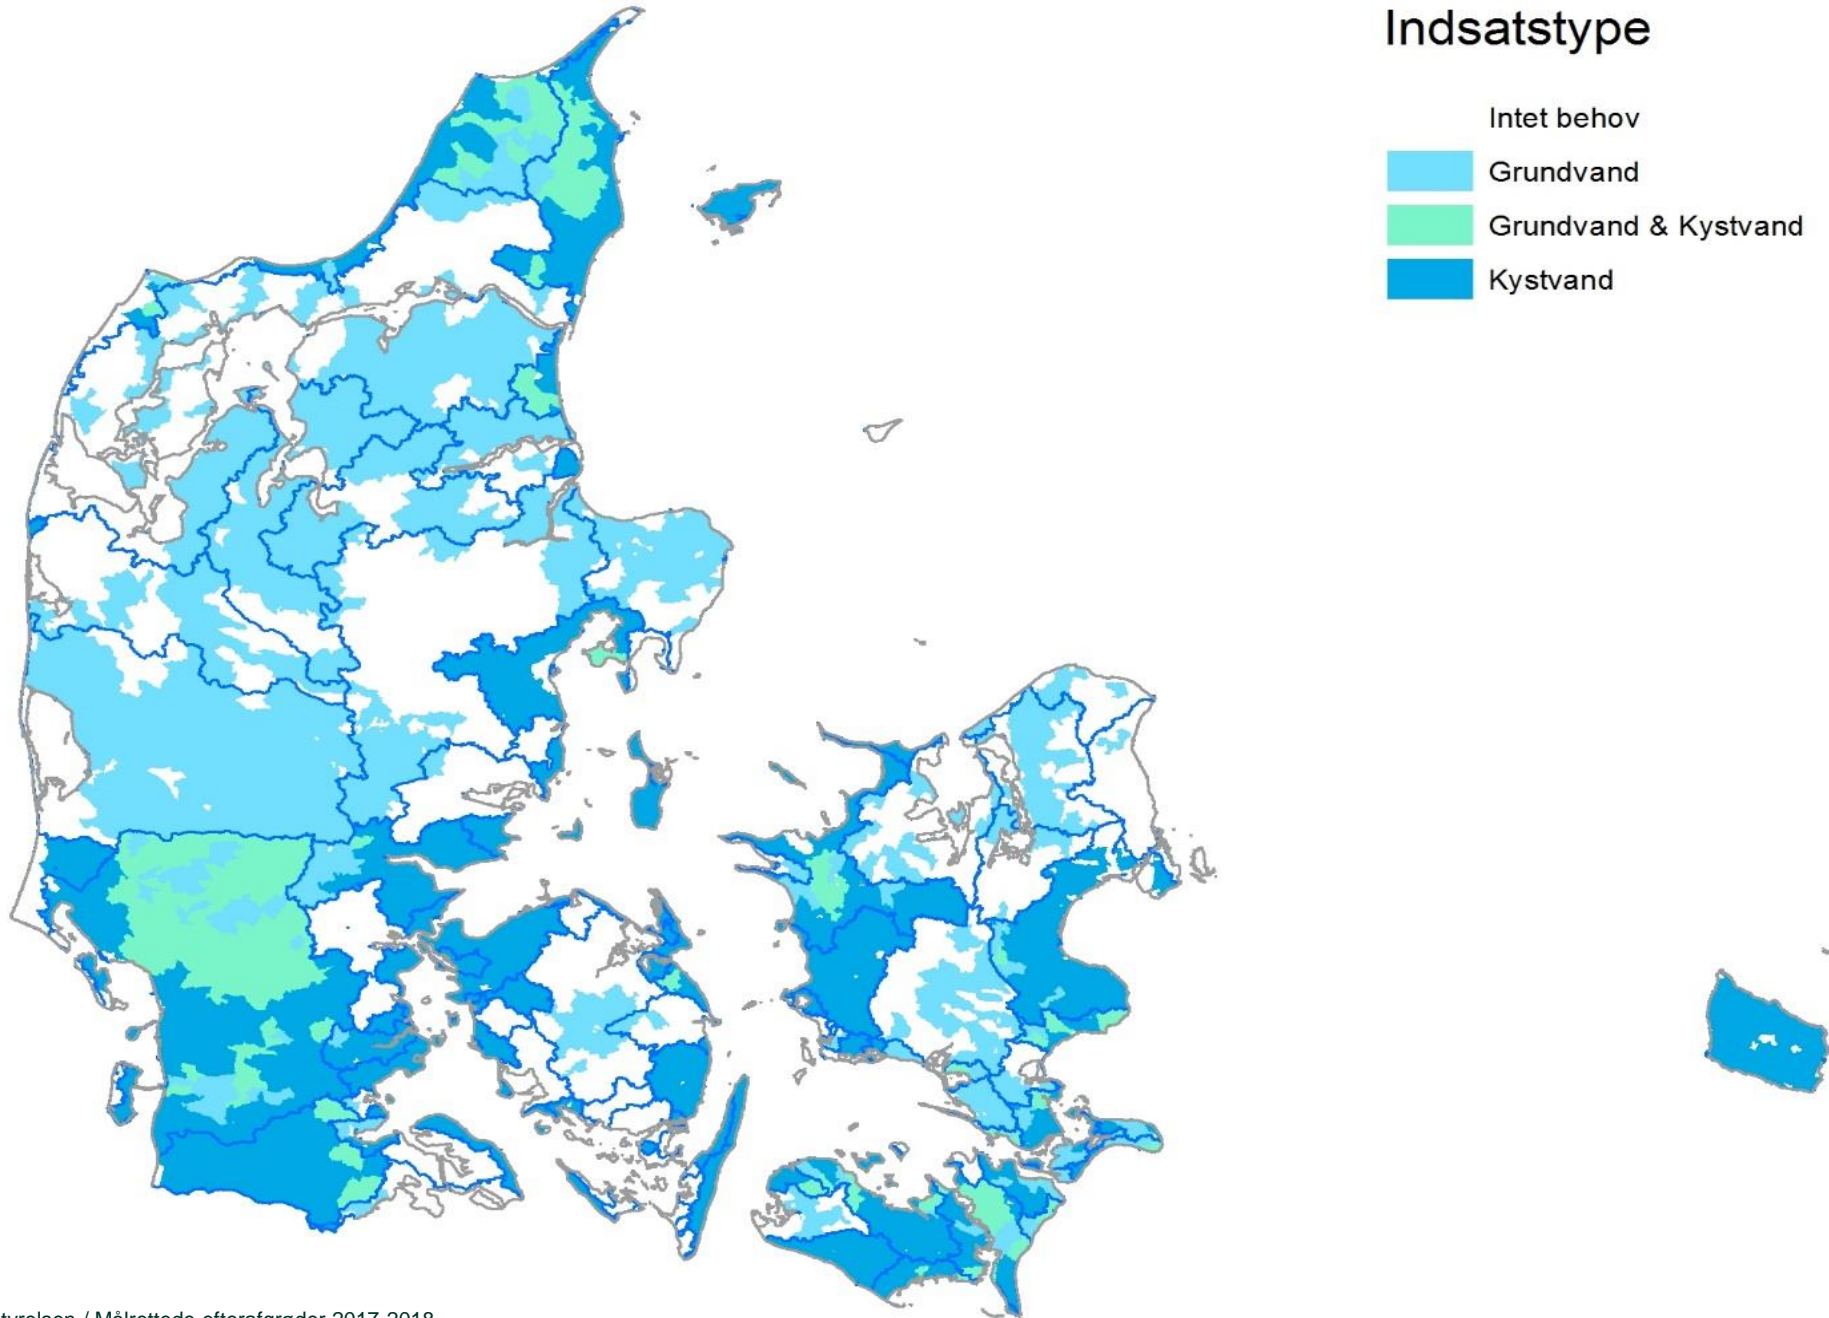 Indsatstype
Intet behov
Grundvand
Grundvand & Kystvand
Kystvand
/ Målrettede efterafgrøder 2017-2018